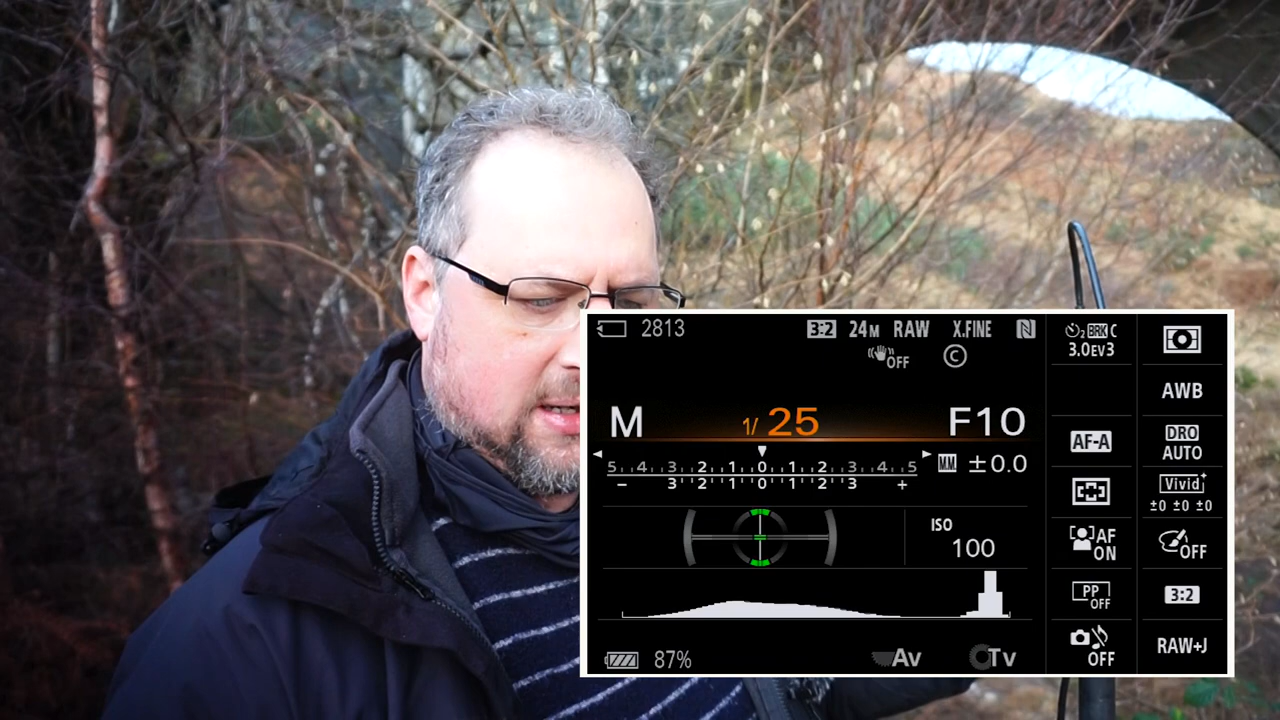 2813 3:2 24M RAW X.FINE N
OFF C
2 BRK C
3.0EV3
AWB
M 1/25 F10
AF-A
DRO
AUTO
5 4 3 2 1 0 1 2 3 4 5 M.M. ±0.0
− 3 2 1 0 1 2 3 +
Vivid
±0 ±0 ±0
ISO
100
AF
ON
OFF
PP
OFF
3:2
87% Av Tv
OFF
RAW+J